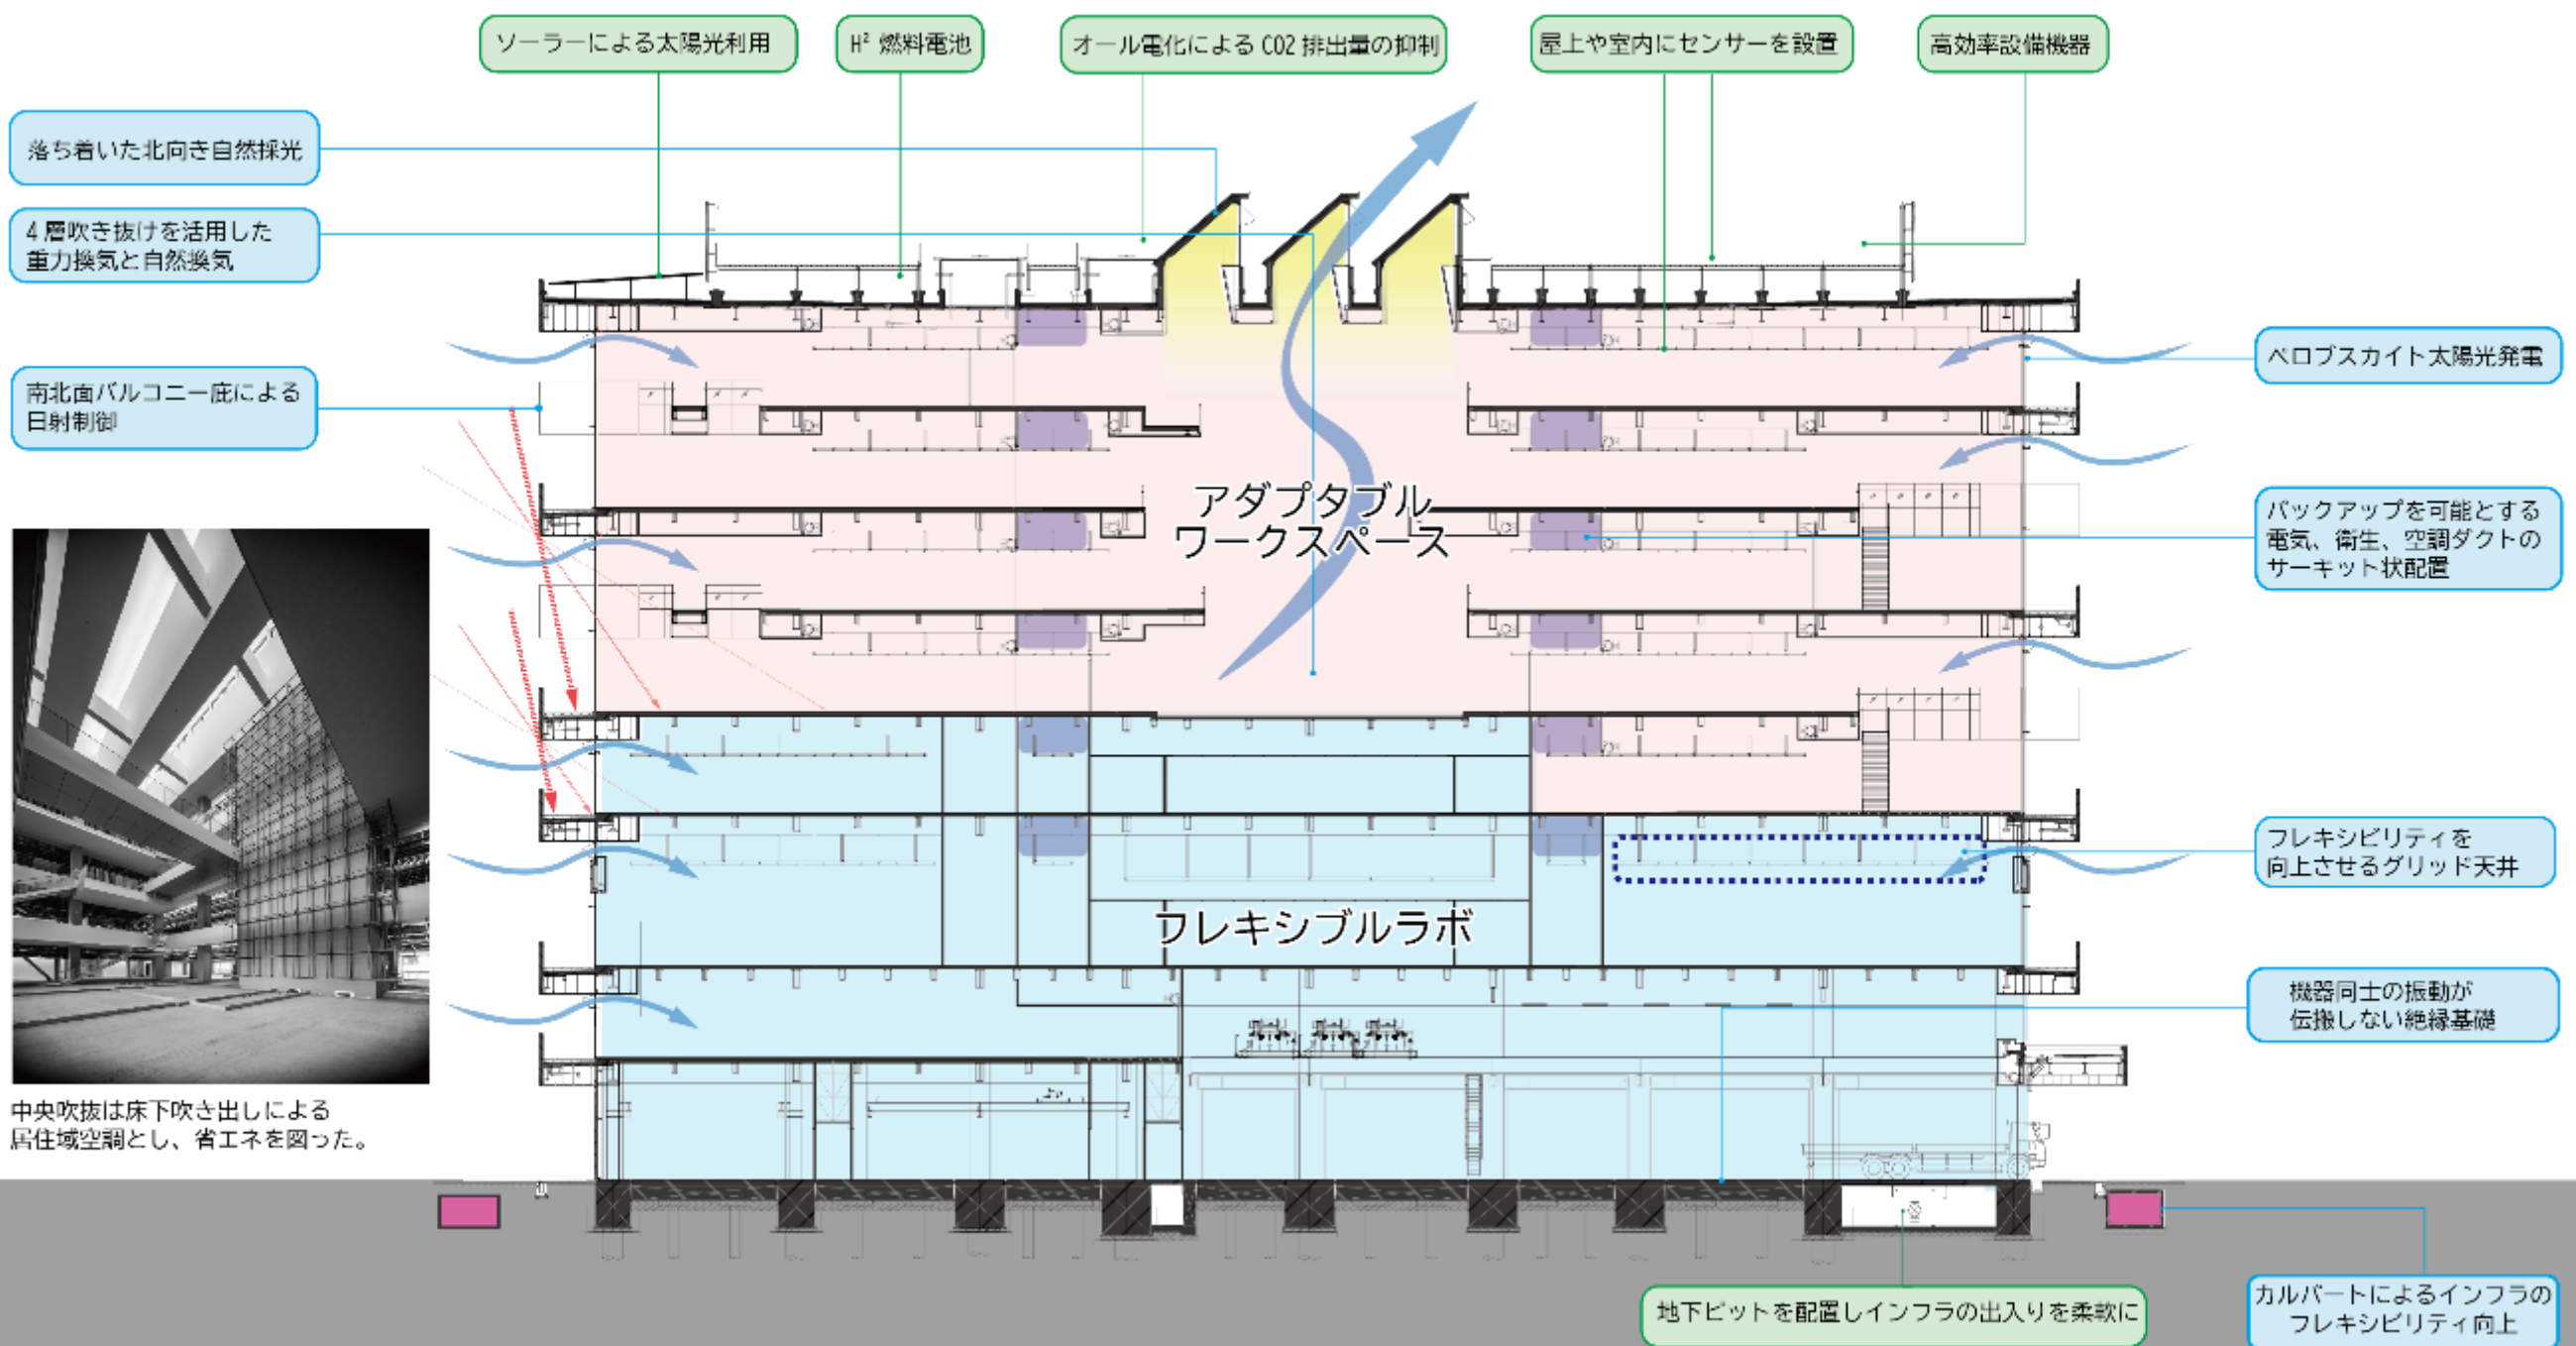 ソーラーによる太陽光利用
H² 燃料電池
オール電化による CO2 排出量の抑制
屋上や室内にセンサーを設置
高効率設備機器
落ち着いた北向き自然採光
4 層吹き抜けを活用した
重力換気と自然換気
南北面バルコニー庇による
日射制御
ペロブスカイト太陽光発電
アダプタブル
ワークスペース
バックアップを可能とする
電気、衛生、空調ダクトの
サーキット状配置
フレキシビリティを
向上させるグリッド天井
フレキシブルラボ
機器同士の振動が
伝搬しない絶縁基礎
中央吹抜は床下吹き出しによる
居住域空調とし、省エネを図った。
地下ピットを配置しインフラの出入りを柔軟に
カルバートによるインフラの
フレキシビリティ向上